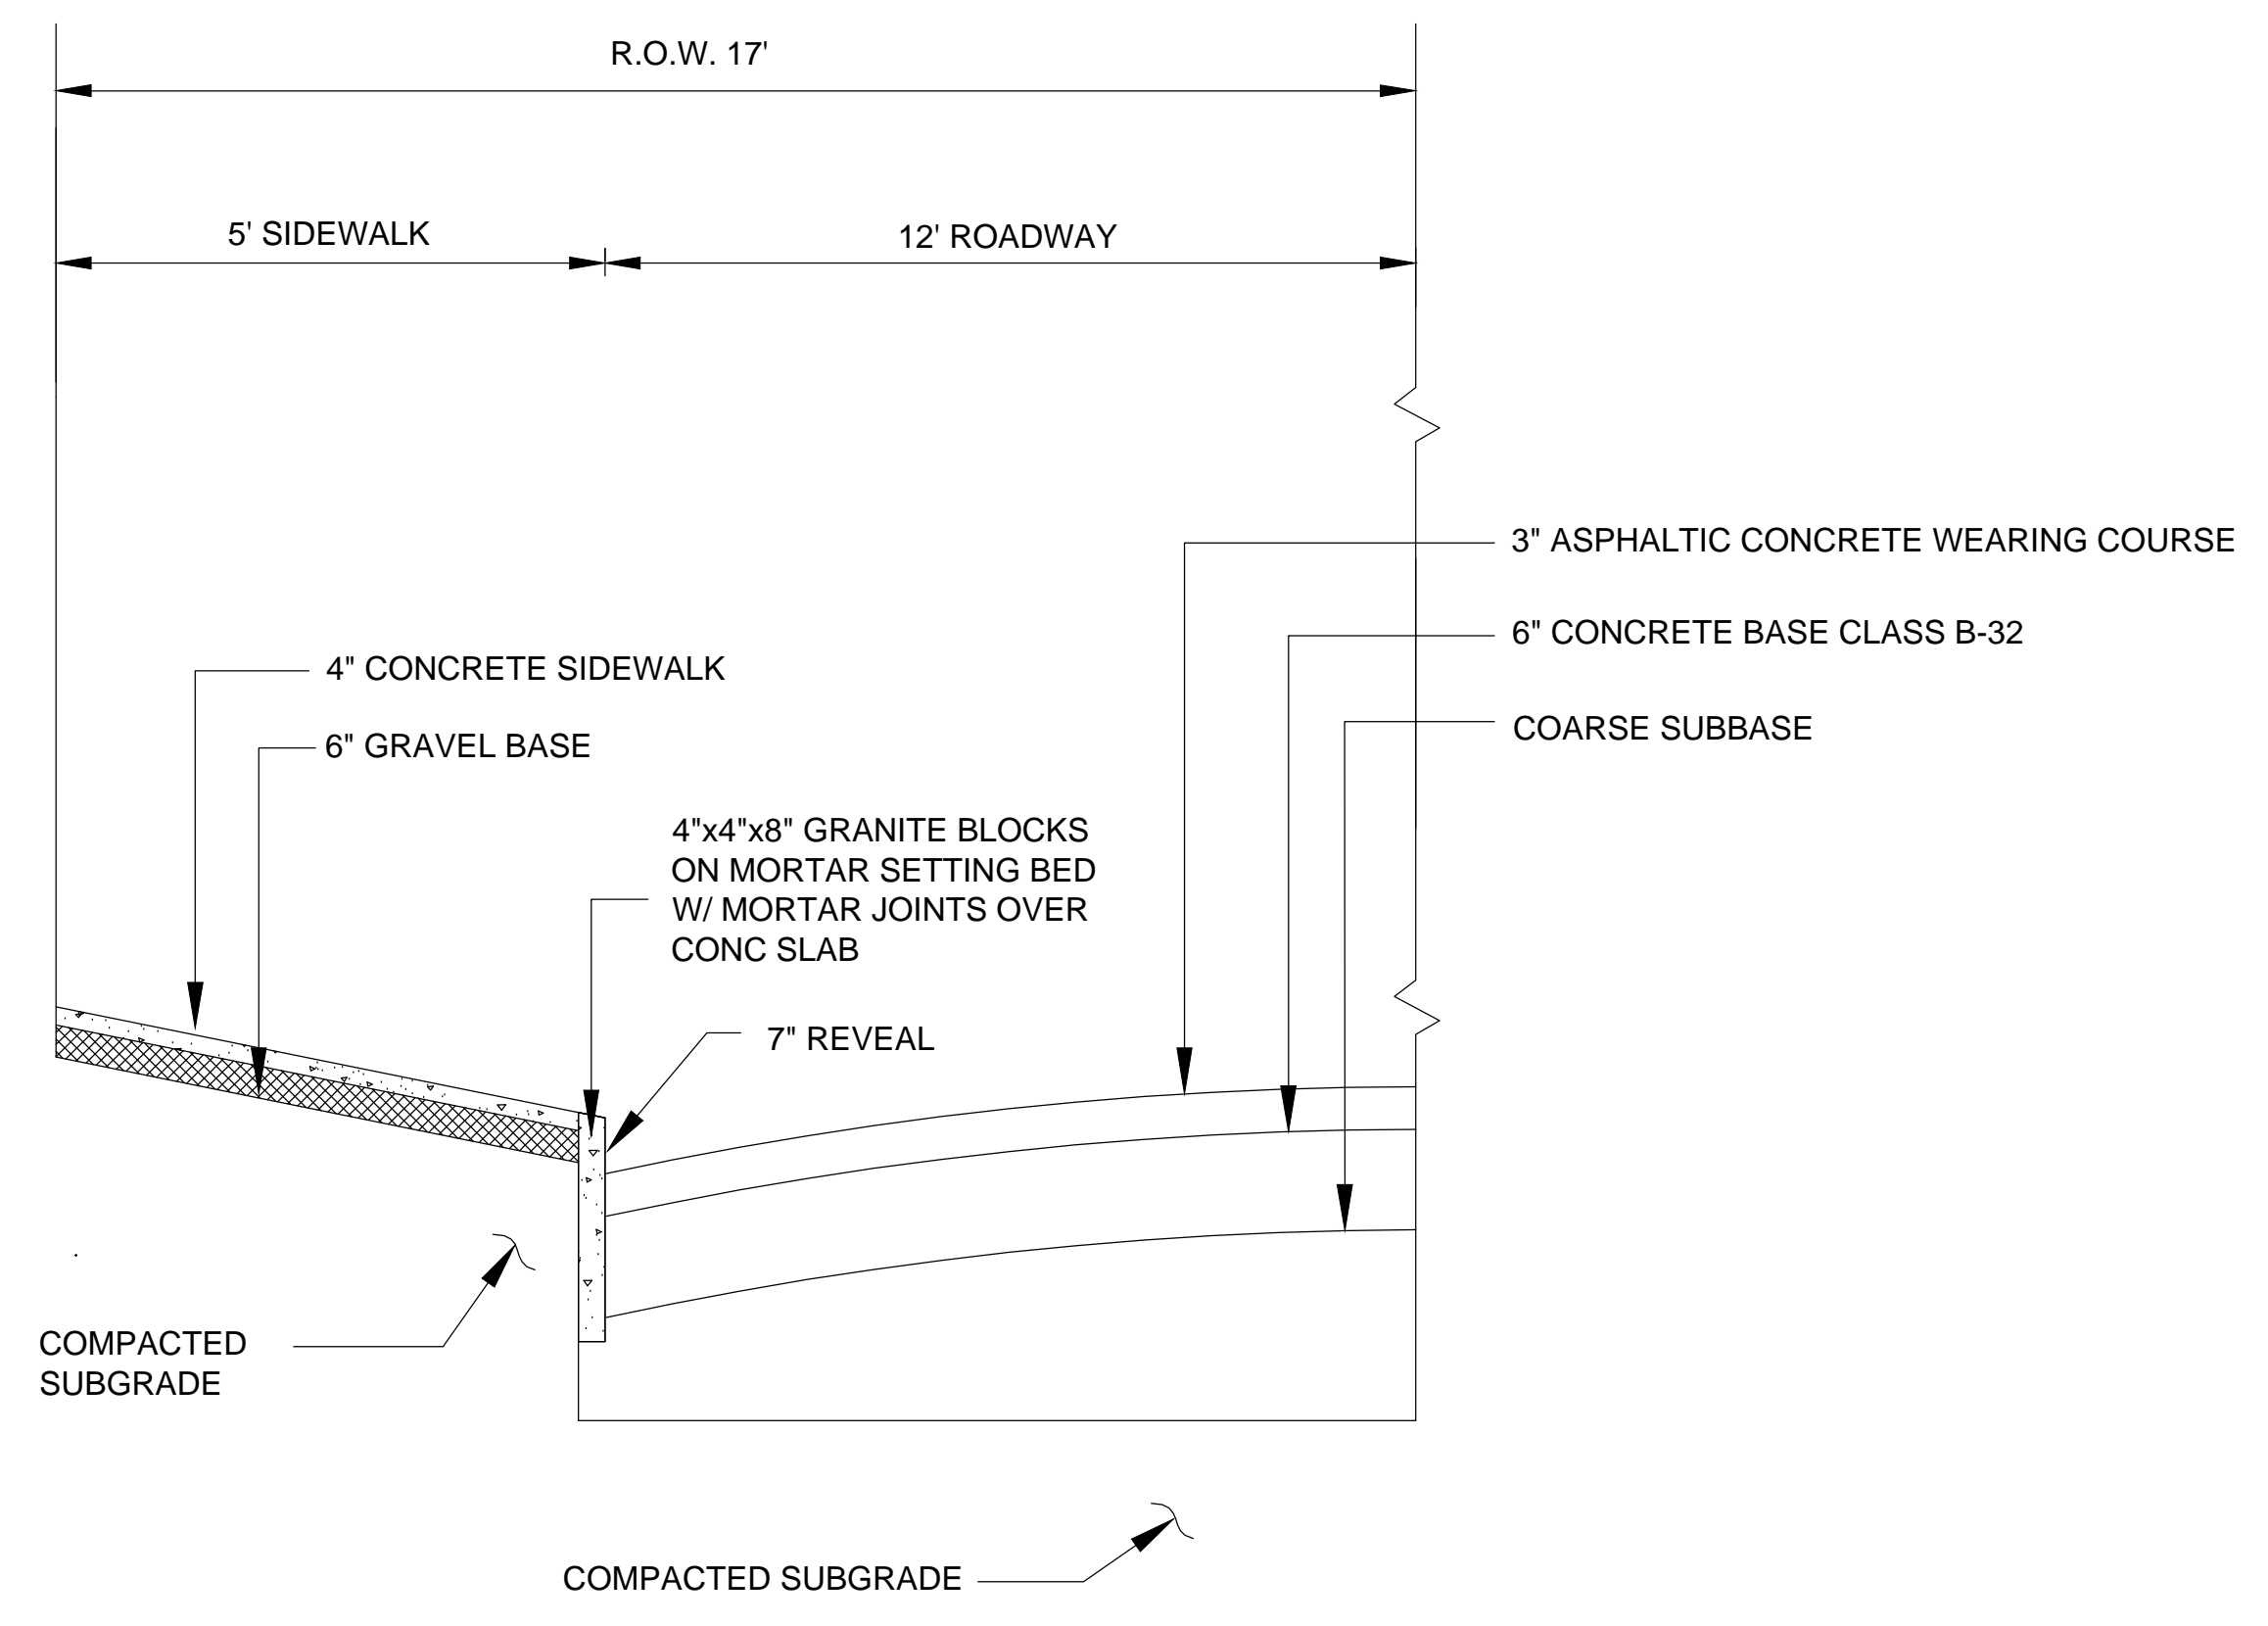 R.O.W. 17'
5' SIDEWALK
12' ROADWAY
3" ASPHALTIC CONCRETE WEARING COURSE
6" CONCRETE BASE CLASS B-32
4" CONCRETE SIDEWALK
COARSE SUBBASE
6" GRAVEL BASE
4"x4"x8" GRANITE BLOCKS
ON MORTAR SETTING BED
W/ MORTAR JOINTS OVER
CONC SLAB
7" REVEAL
COMPACTED
SUBGRADE
COMPACTED SUBGRADE